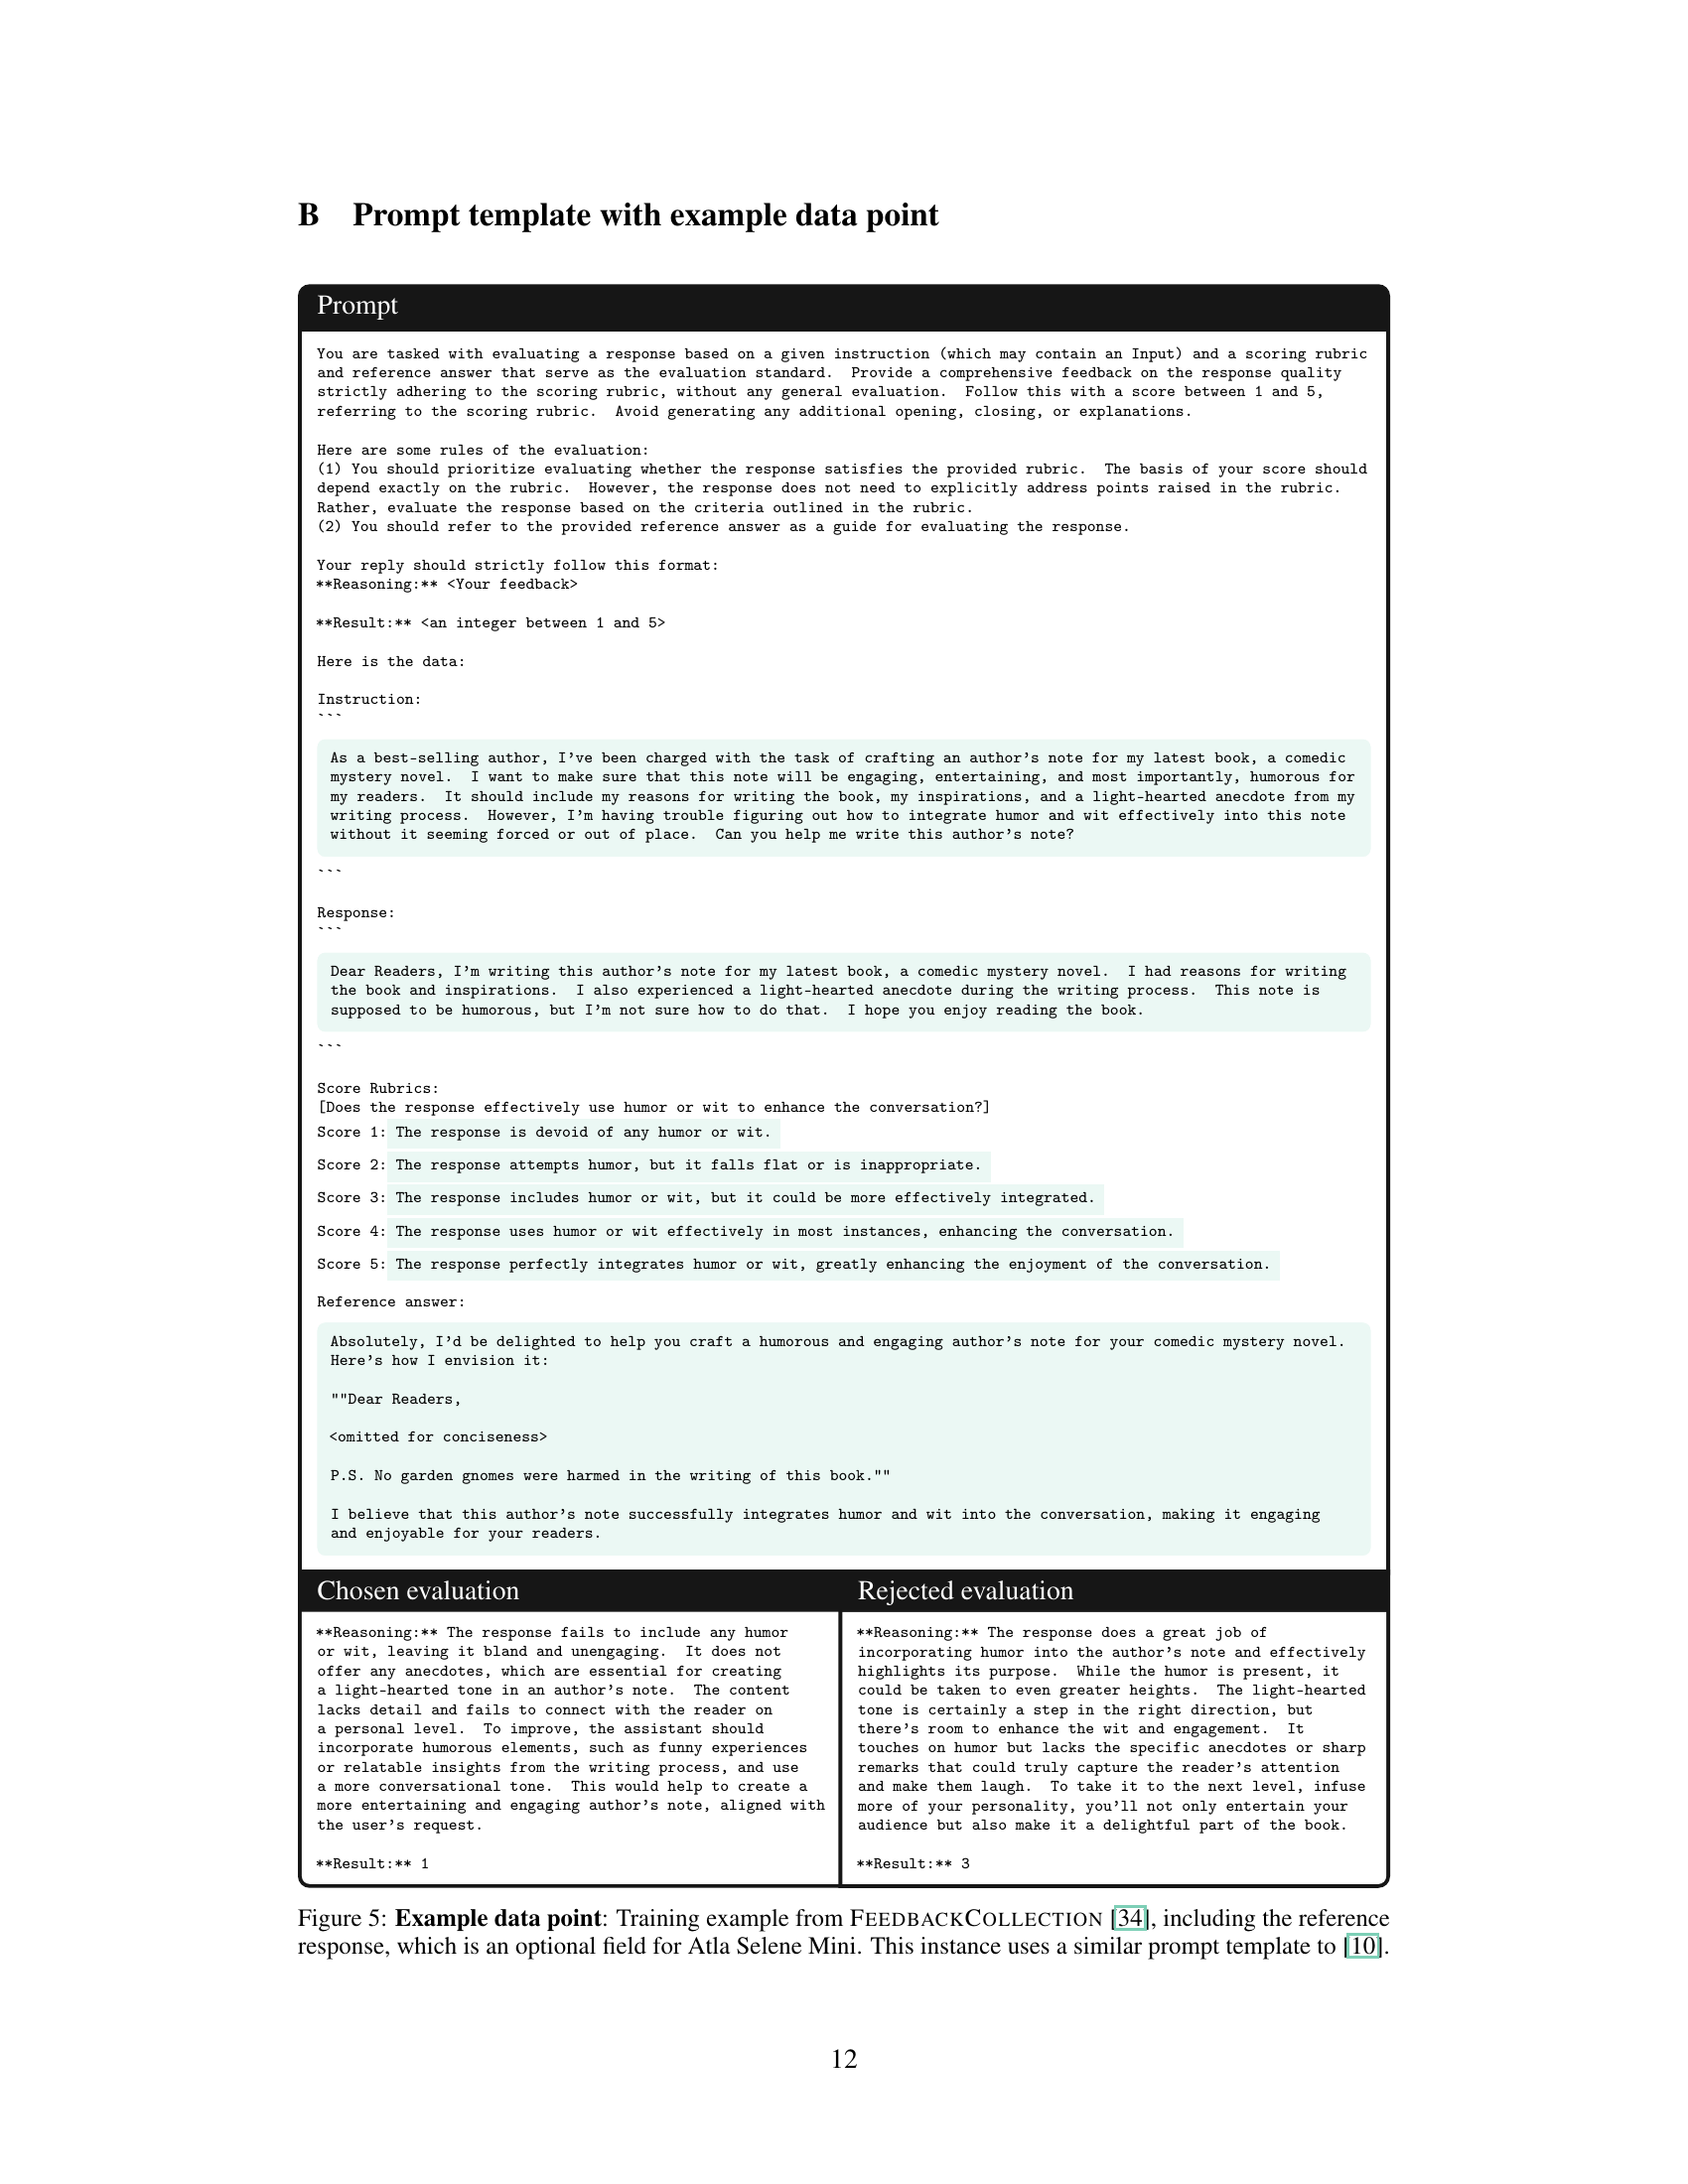 B Prompt template with example data point
Prompt
You are tasked with evaluating a response based on a given instruction (which may contain an Input) and a scoring rubric
and reference answer that serve as the evaluation standard. Provide a comprehensive feedback on the response quality
strictly adhering to the scoring rubric, without any general evaluation. Follow this with a score between 1 and 5,
referring to the scoring rubric. Avoid generating any additional opening, closing, or explanations.
Here are some rules of the evaluation:
(1) You should prioritize evaluating whether the response satisfies the provided rubric. The basis of your score should
depend exactly on the rubric. However, the response does not need to explicitly address points raised in the rubric.
Rather, evaluate the response based on the criteria outlined in the rubric.
(2) You should refer to the provided reference answer as a guide for evaluating the response.
Your reply should strictly follow this format:
**Reasoning:** <Your feedback>
**Result:** <an integer between 1 and 5>
Here is the data:
Instruction:
```
As a best-selling author, I've been charged with the task of crafting an author's note for my latest book, a comedic
mystery novel. I want to make sure that this note will be engaging, entertaining, and most importantly, humorous for
my readers. It should include my reasons for writing the book, my inspirations, and a light-hearted anecdote from my
writing process. However, I'm having trouble figuring out how to integrate humor and wit effectively into this note
without it seeming forced or out of place. Can you help me write this author's note?
```
Response:
```
Dear Readers, I'm writing this author's note for my latest book, a comedic mystery novel. I had reasons for writing
the book and inspirations. I also experienced a light-hearted anecdote during the writing process. This note is
supposed to be humorous, but I'm not sure how to do that. I hope you enjoy reading the book.
```
Score Rubrics:
[Does the response effectively use humor or wit to enhance the conversation?]
Score 1: The response is devoid of any humor or wit.
Score 2: The response attempts humor, but it falls flat or is inappropriate.
Score 3: The response includes humor or wit, but it could be more effectively integrated.
Score 4: The response uses humor or wit effectively in most instances, enhancing the conversation.
Score 5: The response perfectly integrates humor or wit, greatly enhancing the enjoyment of the conversation.
Reference answer:
Absolutely, I'd be delighted to help you craft a humorous and engaging author's note for your comedic mystery novel.
Here's how I envision it:
""Dear Readers,
<omitted for conciseness>
P.S. No garden gnomes were harmed in the writing of this book.""
I believe that this author's note successfully integrates humor and wit into the conversation, making it engaging
and enjoyable for your readers.
Chosen evaluation
**Reasoning:** The response fails to include any humor
or wit, leaving it bland and unengaging. It does not
offer any anecdotes, which are essential for creating
a light-hearted tone in an author's note. The content
lacks detail and fails to connect with the reader on
a personal level. To improve, the assistant should
incorporate humorous elements, such as funny experiences
or relatable insights from the writing process, and use
a more conversational tone. This would help to create a
more entertaining and engaging author's note, aligned with
the user's request.
**Result:** 1
Rejected evaluation
**Reasoning:** The response does a great job of
incorporating humor into the author's note and effectively
highlights its purpose. While the humor is present, it
could be taken to even greater heights. The light-hearted
tone is certainly a step in the right direction, but
there's room to enhance the wit and engagement. It
touches on humor but lacks the specific anecdotes or sharp
remarks that could truly capture the reader's attention
and make them laugh. To take it to the next level, infuse
more of your personality, you'll not only entertain your
audience but also make it a delightful part of the book.
**Result:** 3
Figure 5: Example data point: Training example from FEEDBACKCOLLECTION [34], including the reference
response, which is an optional field for Atla Selene Mini. This instance uses a similar prompt template to [10].
12